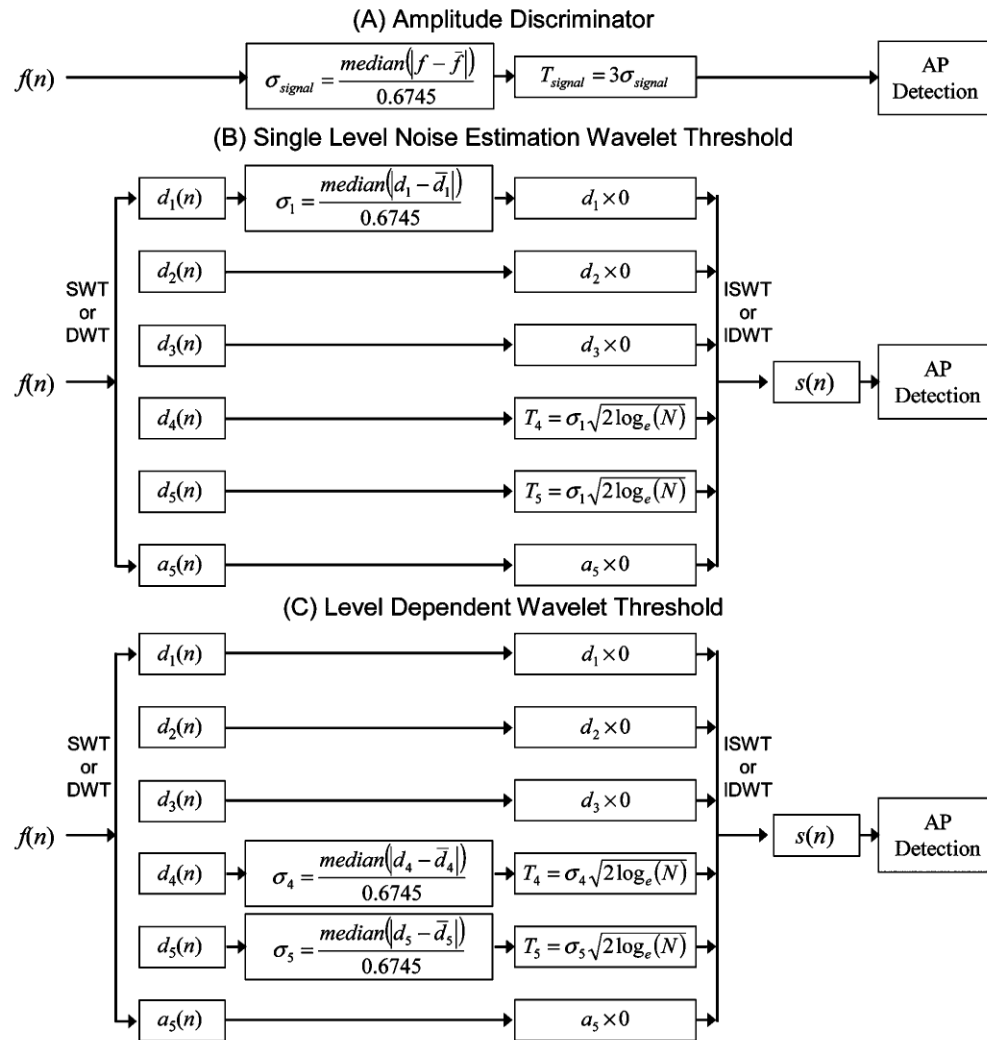 (A) Amplitude Discriminator
f(n)
σ_signal = median(|f − f̄|) / 0.6745
T_signal = 3σ_signal
AP
Detection
(B) Single Level Noise Estimation Wavelet Threshold
SWT
or
DWT
f(n)
d₁(n)
σ₁ = median(|d₁ − d̄₁|) / 0.6745
d₁ × 0
d₂(n)
d₂ × 0
d₃(n)
d₃ × 0
d₄(n)
T₄ = σ₁√(2logₑ(N))
d₅(n)
T₅ = σ₁√(2logₑ(N))
a₅(n)
a₅ × 0
ISWT
or
IDWT
s(n)
AP
Detection
(C) Level Dependent Wavelet Threshold
SWT
or
DWT
f(n)
d₁(n)
d₁ × 0
d₂(n)
d₂ × 0
d₃(n)
d₃ × 0
d₄(n)
σ₄ = median(|d₄ − d̄₄|) / 0.6745
T₄ = σ₄√(2logₑ(N))
d₅(n)
σ₅ = median(|d₅ − d̄₅|) / 0.6745
T₅ = σ₅√(2logₑ(N))
a₅(n)
a₅ × 0
ISWT
or
IDWT
s(n)
AP
Detection